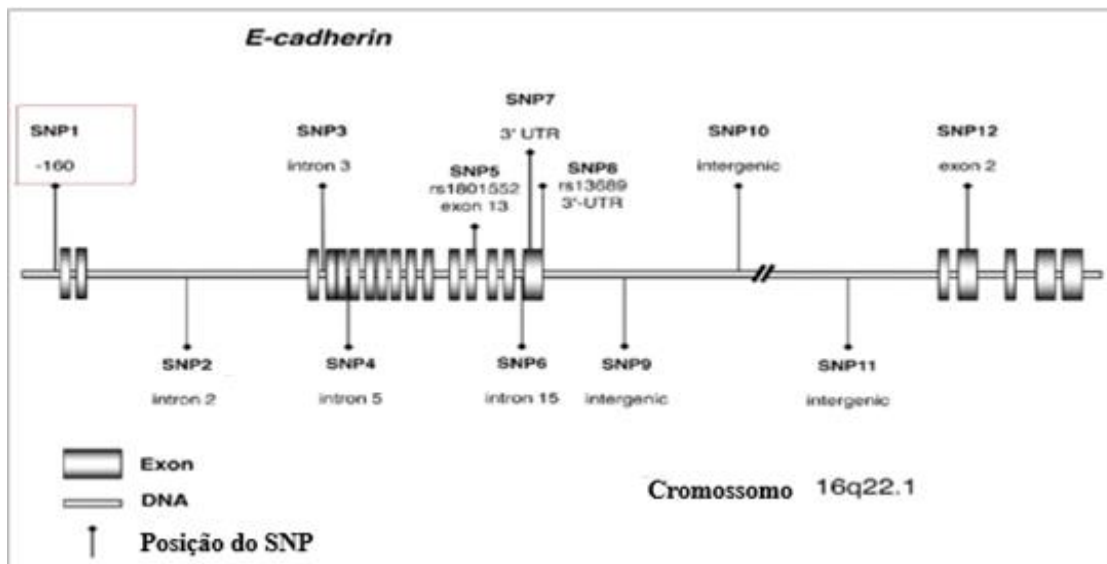 E-cadherin
SNP1
-160
SNP3
intron 3
SNP5
rs1801552
exon 13
SNP7
3' UTR
SNP8
rs13689
3'-UTR
SNP10
intergenic
SNP12
exon 2
SNP2
intron 2
SNP4
intron 5
SNP6
intron 15
SNP9
intergenic
SNP11
intergenic
Exon
DNA
Posição do SNP
Cromossomo 16q22.1